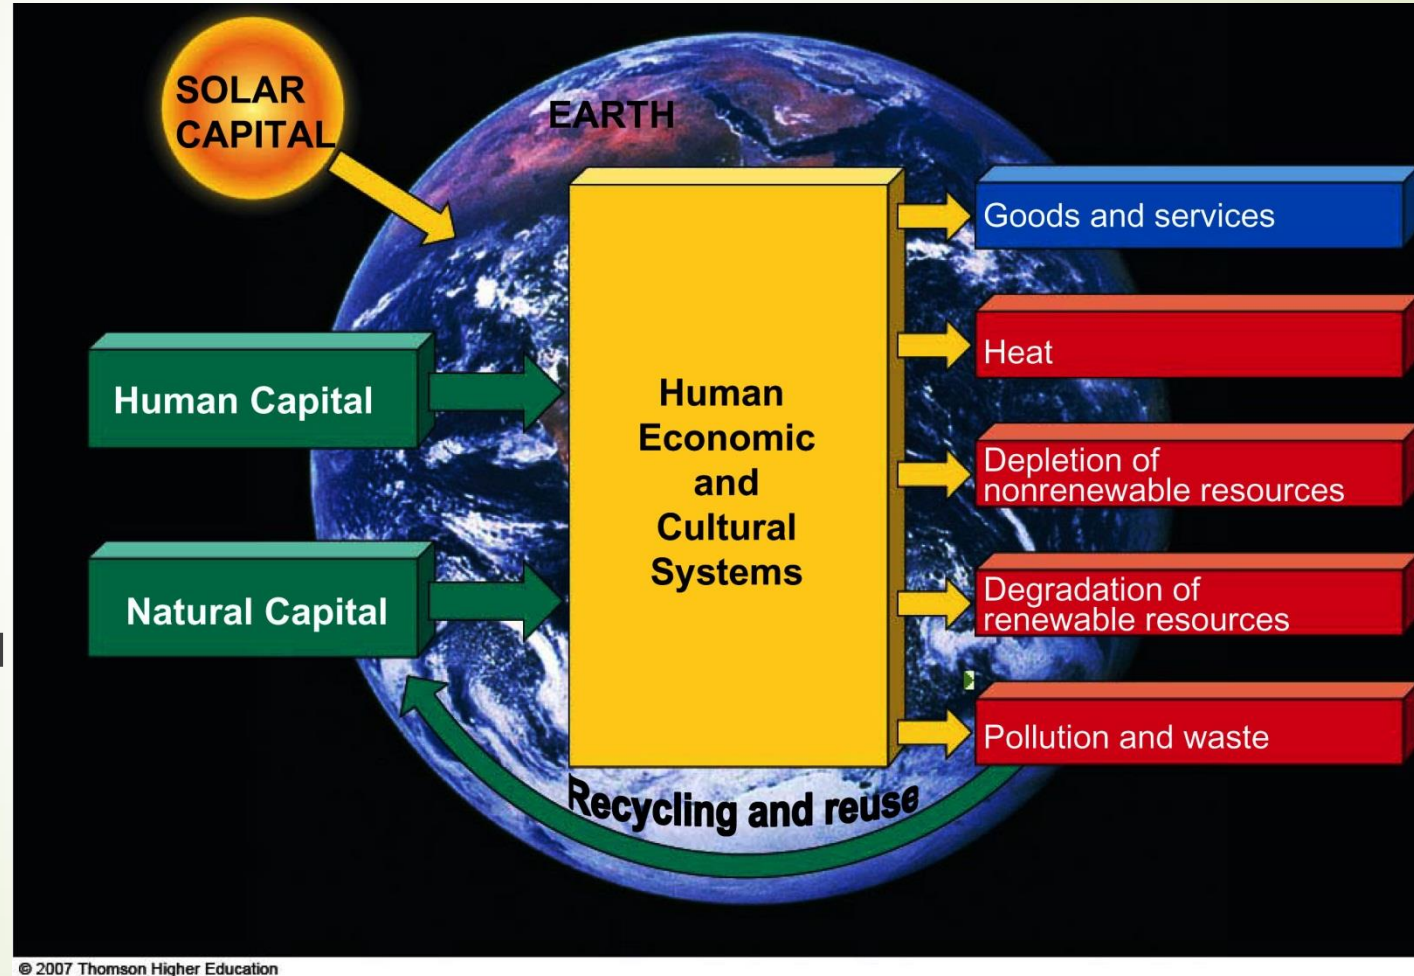 SOLAR
CAPITAL
EARTH
Human Capital
Natural Capital
Human
Economic
and
Cultural
Systems
Goods and services
Heat
Depletion of
nonrenewable resources
Degradation of
renewable resources
Pollution and waste
Recycling and reuse
© 2007 Thomson Higher Education